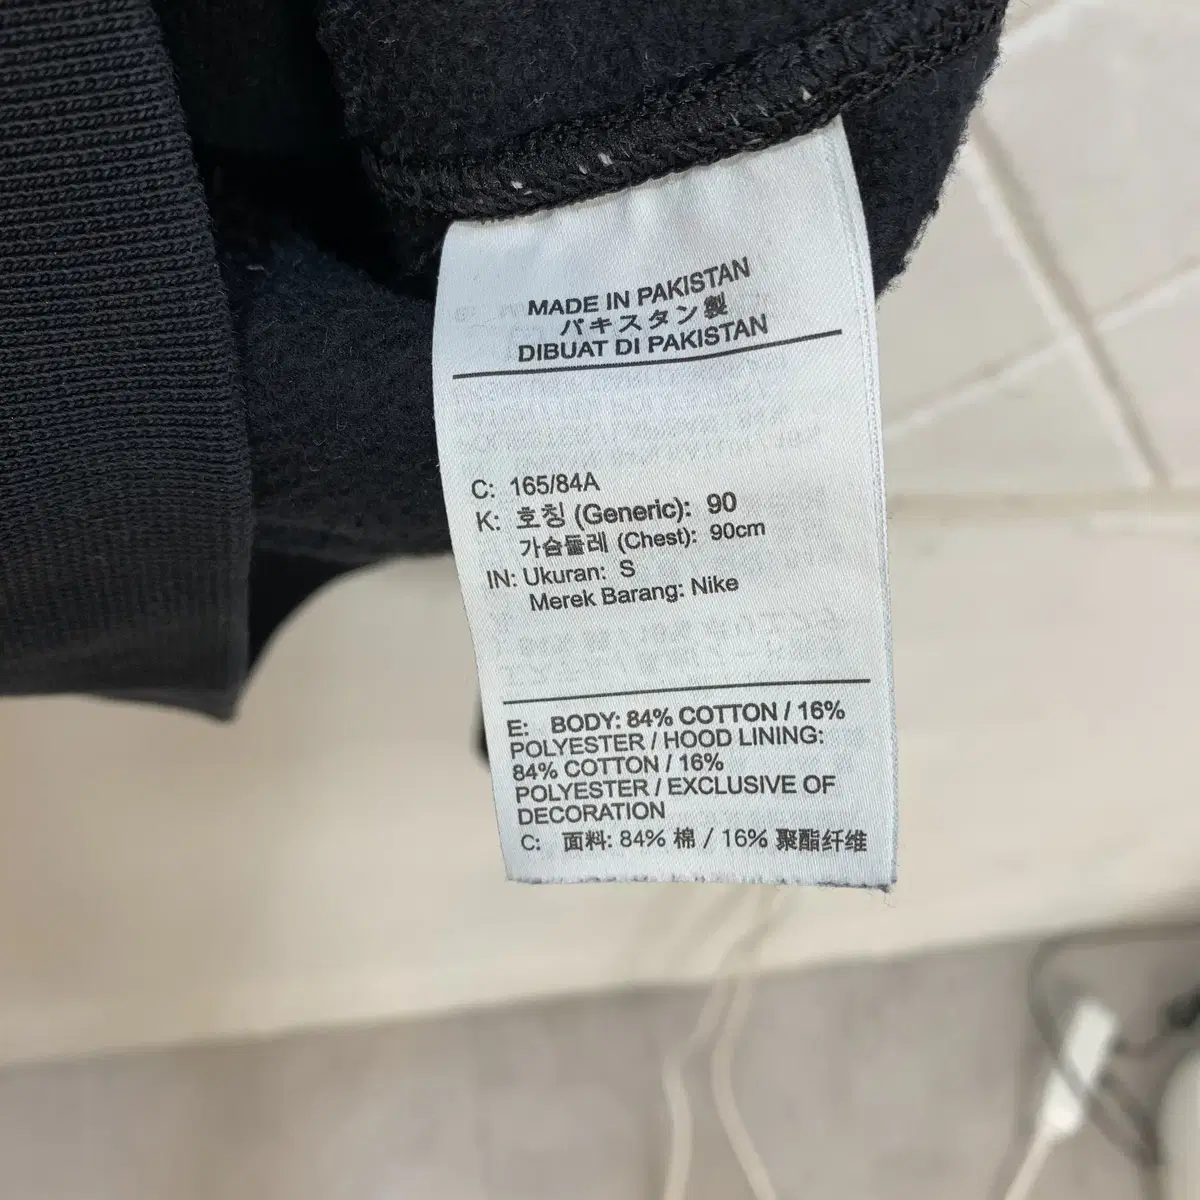 MADE IN PAKISTAN
パキスタン製
DIBUAT DI PAKISTAN
C: 165/84A
K: 호칭 (Generic): 90
가슴둘레 (Chest): 90cm
IN: Ukuran: S
Merek Barang: Nike
E: BODY: 84% COTTON / 16%
POLYESTER / HOOD LINING:
84% COTTON / 16%
POLYESTER / EXCLUSIVE OF
DECORATION
C: 面料: 84% 棉 / 16% 聚酯纤维